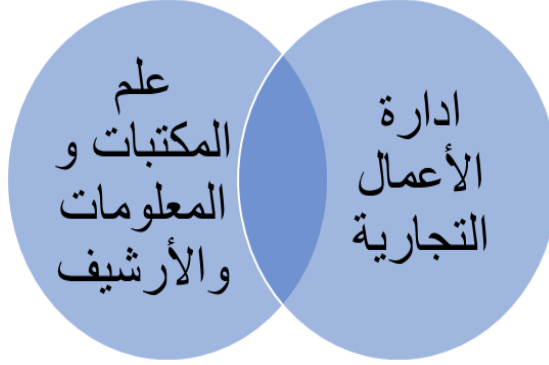 ادارة
الأعمال
التجارية
علم
المكتبات و
المعلومات
والأرشيف